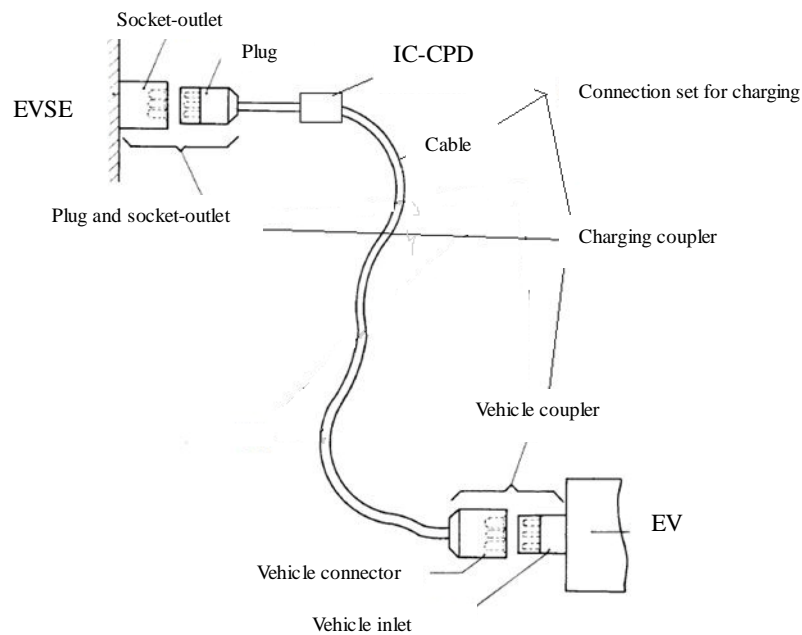 Socket-outlet
Plug
IC-CPD
Connection set for charging
EVSE
Cable
Plug and socket-outlet
Charging coupler
Vehicle coupler
EV
Vehicle connector
Vehicle inlet